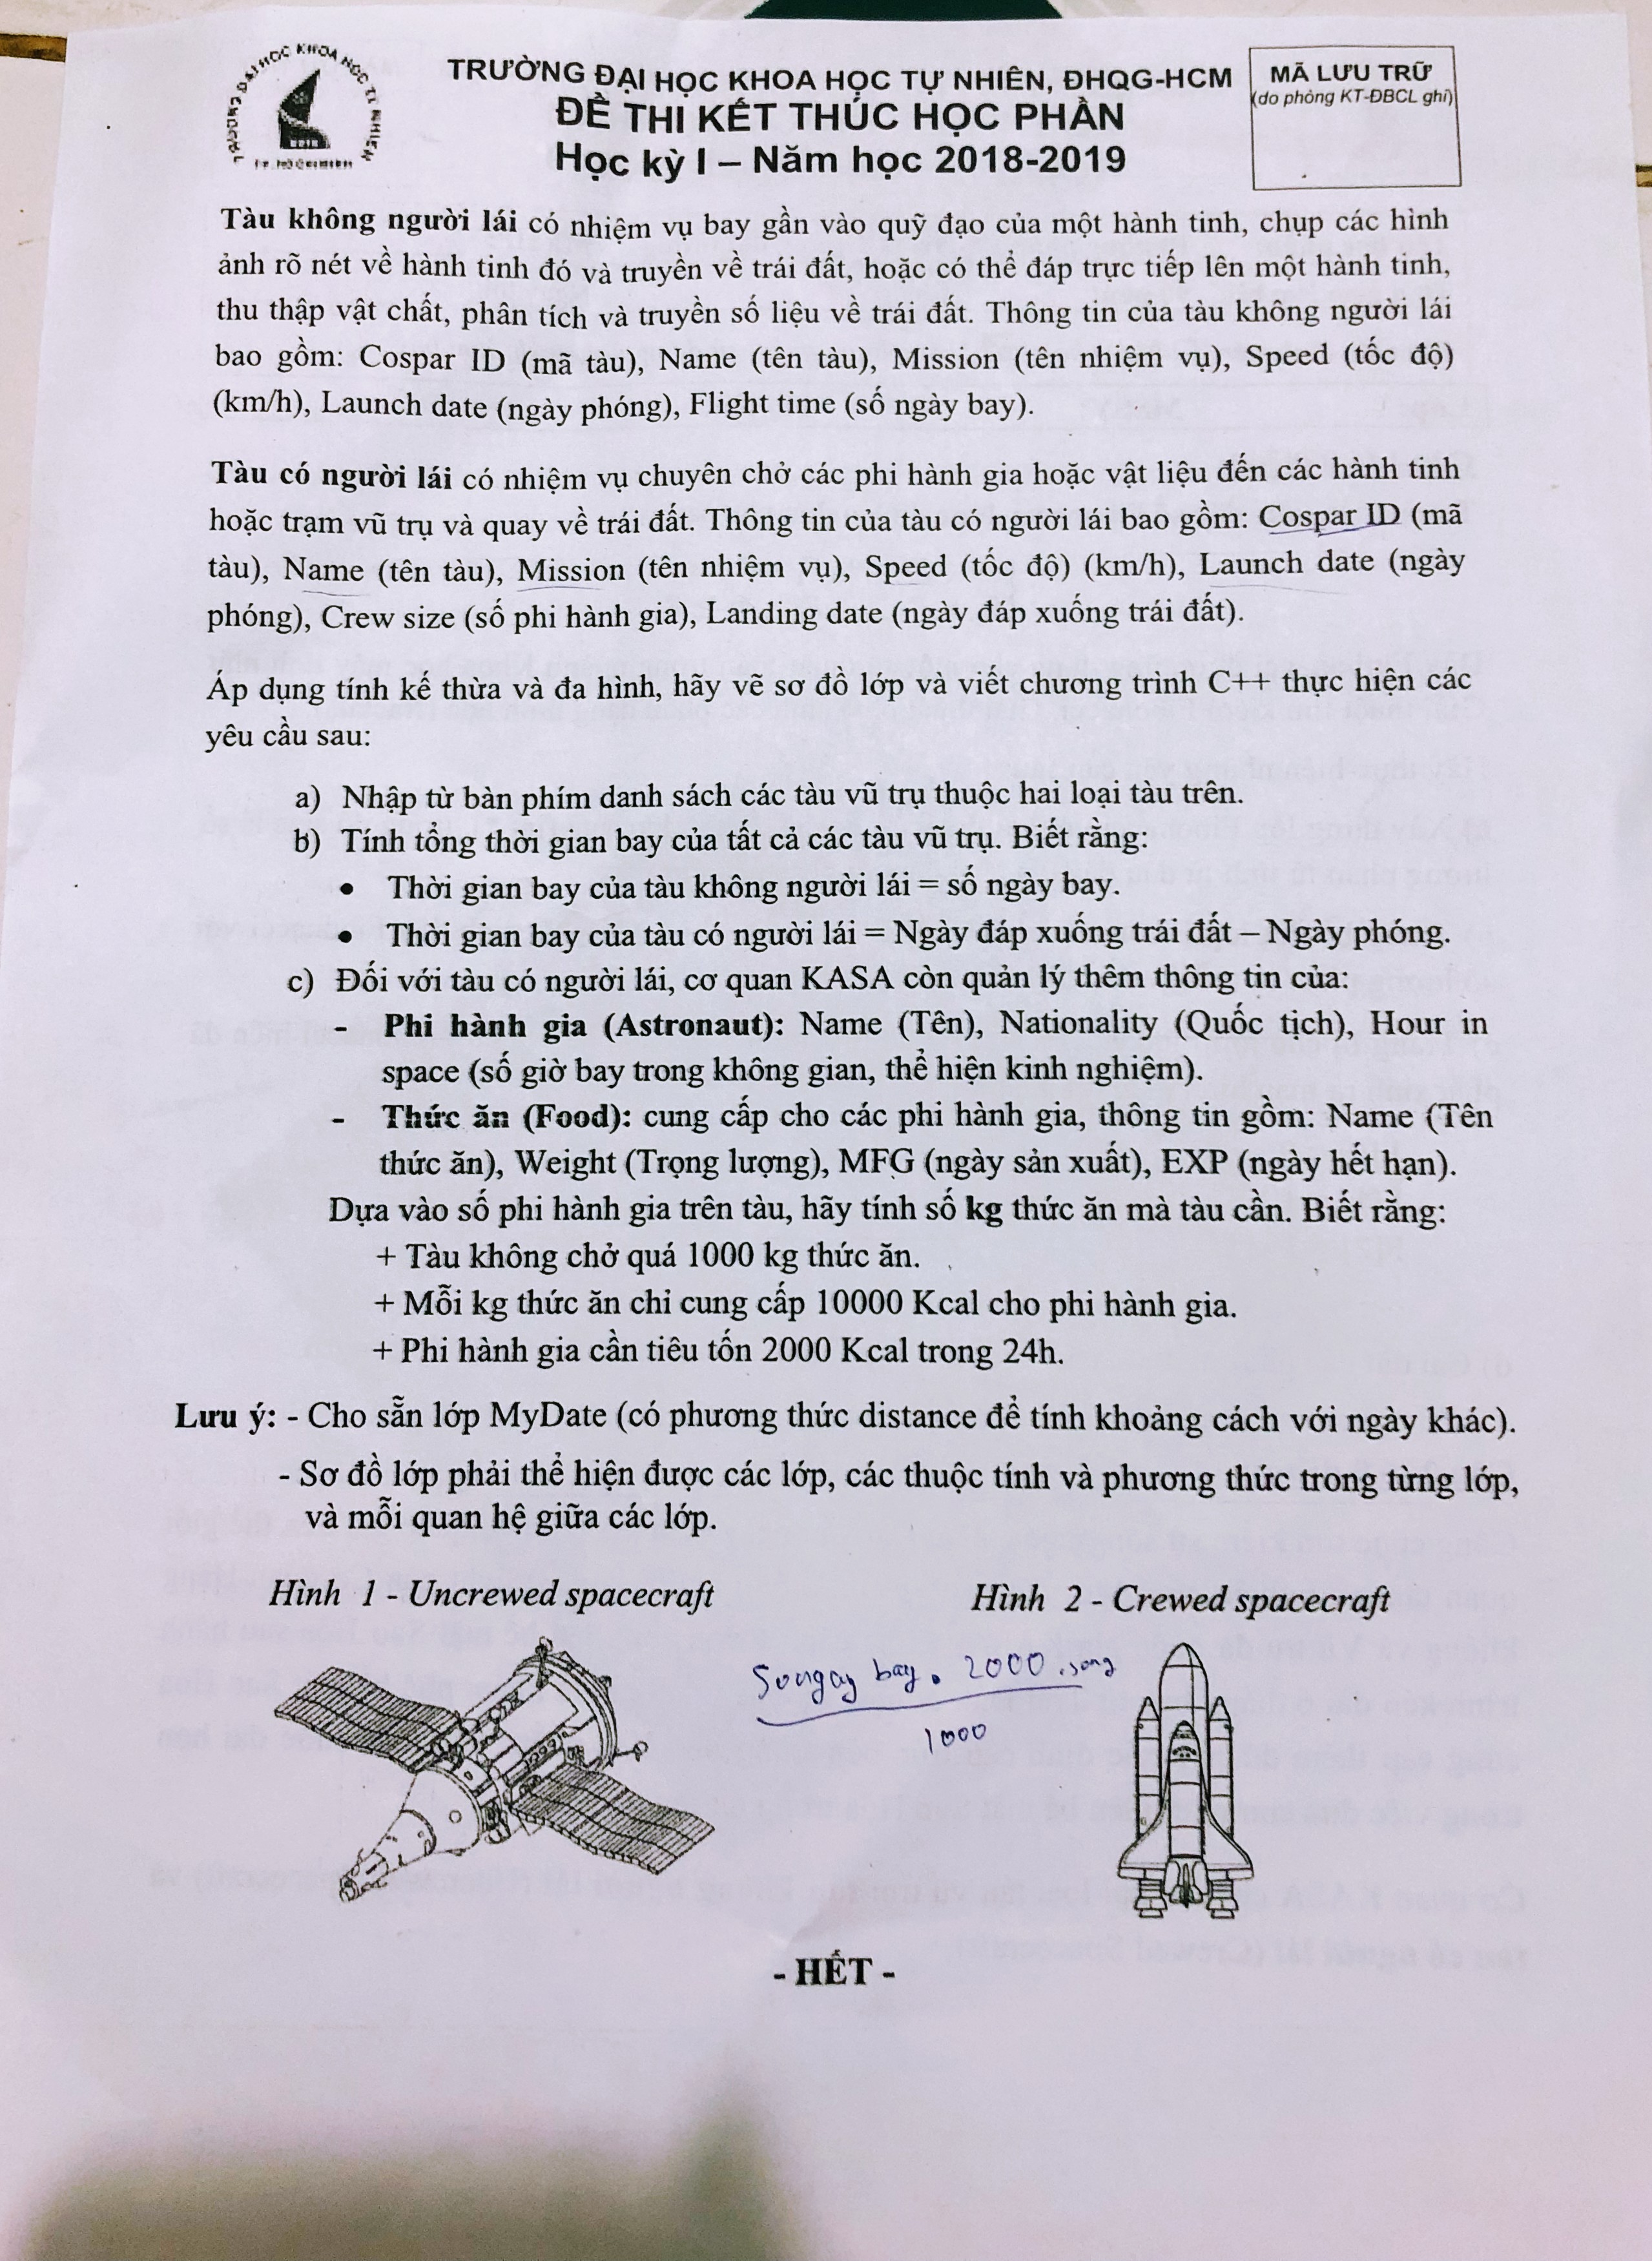 TRƯỜNG ĐẠI HỌC KHOA HỌC TỰ NHIÊN, ĐHQG-HCM
ĐỀ THI KẾT THÚC HỌC PHẦN
Học kỳ I – Năm học 2018-2019
MÃ LƯU TRỮ
(do phòng KT-ĐBCL ghi)
Tàu không người lái có nhiệm vụ bay gần vào quỹ đạo của một hành tinh, chụp các hình
ảnh rõ nét về hành tinh đó và truyền về trái đất, hoặc có thể đáp trực tiếp lên một hành tinh,
thu thập vật chất, phân tích và truyền số liệu về trái đất. Thông tin của tàu không người lái
bao gồm: Cospar ID (mã tàu), Name (tên tàu), Mission (tên nhiệm vụ), Speed (tốc độ)
(km/h), Launch date (ngày phóng), Flight time (số ngày bay).
Tàu có người lái có nhiệm vụ chuyên chở các phi hành gia hoặc vật liệu đến các hành tinh
hoặc trạm vũ trụ và quay về trái đất. Thông tin của tàu có người lái bao gồm: Cospar ID (mã
tàu), Name (tên tàu), Mission (tên nhiệm vụ), Speed (tốc độ) (km/h), Launch date (ngày
phóng), Crew size (số phi hành gia), Landing date (ngày đáp xuống trái đất).
Áp dụng tính kế thừa và đa hình, hãy vẽ sơ đồ lớp và viết chương trình C++ thực hiện các
yêu cầu sau:
a) Nhập từ bàn phím danh sách các tàu vũ trụ thuộc hai loại tàu trên.
b) Tính tổng thời gian bay của tất cả các tàu vũ trụ. Biết rằng:
• Thời gian bay của tàu không người lái = số ngày bay.
• Thời gian bay của tàu có người lái = Ngày đáp xuống trái đất – Ngày phóng.
c) Đối với tàu có người lái, cơ quan KASA còn quản lý thêm thông tin của:
- Phi hành gia (Astronaut): Name (Tên), Nationality (Quốc tịch), Hour in
space (số giờ bay trong không gian, thể hiện kinh nghiệm).
- Thức ăn (Food): cung cấp cho các phi hành gia, thông tin gồm: Name (Tên
thức ăn), Weight (Trọng lượng), MFG (ngày sản xuất), EXP (ngày hết hạn).
Dựa vào số phi hành gia trên tàu, hãy tính số kg thức ăn mà tàu cần. Biết rằng:
+ Tàu không chở quá 1000 kg thức ăn.
+ Mỗi kg thức ăn chỉ cung cấp 10000 Kcal cho phi hành gia.
+ Phi hành gia cần tiêu tốn 2000 Kcal trong 24h.
Lưu ý: - Cho sẵn lớp MyDate (có phương thức distance để tính khoảng cách với ngày khác).
- Sơ đồ lớp phải thể hiện được các lớp, các thuộc tính và phương thức trong từng lớp,
và mỗi quan hệ giữa các lớp.
Hình 1 - Uncrewed spacecraft
Hình 2 - Crewed spacecraft
Songay bay . 2000 .
1000
- HẾT -